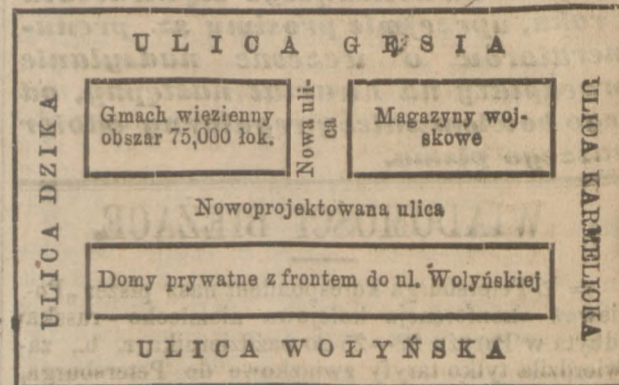 ULICA GĘSIA
ULICA DZIKA
Gmach więzienny
obszar 75,000 łok.
Nowa uli-
ca
Magazyny woj-
skowe
ULICA KARMELICKA
Nowoprojektowana ulica
Domy prywatne z frontem do ul. Wolyńskiej
ULICA WOŁYŃSKA